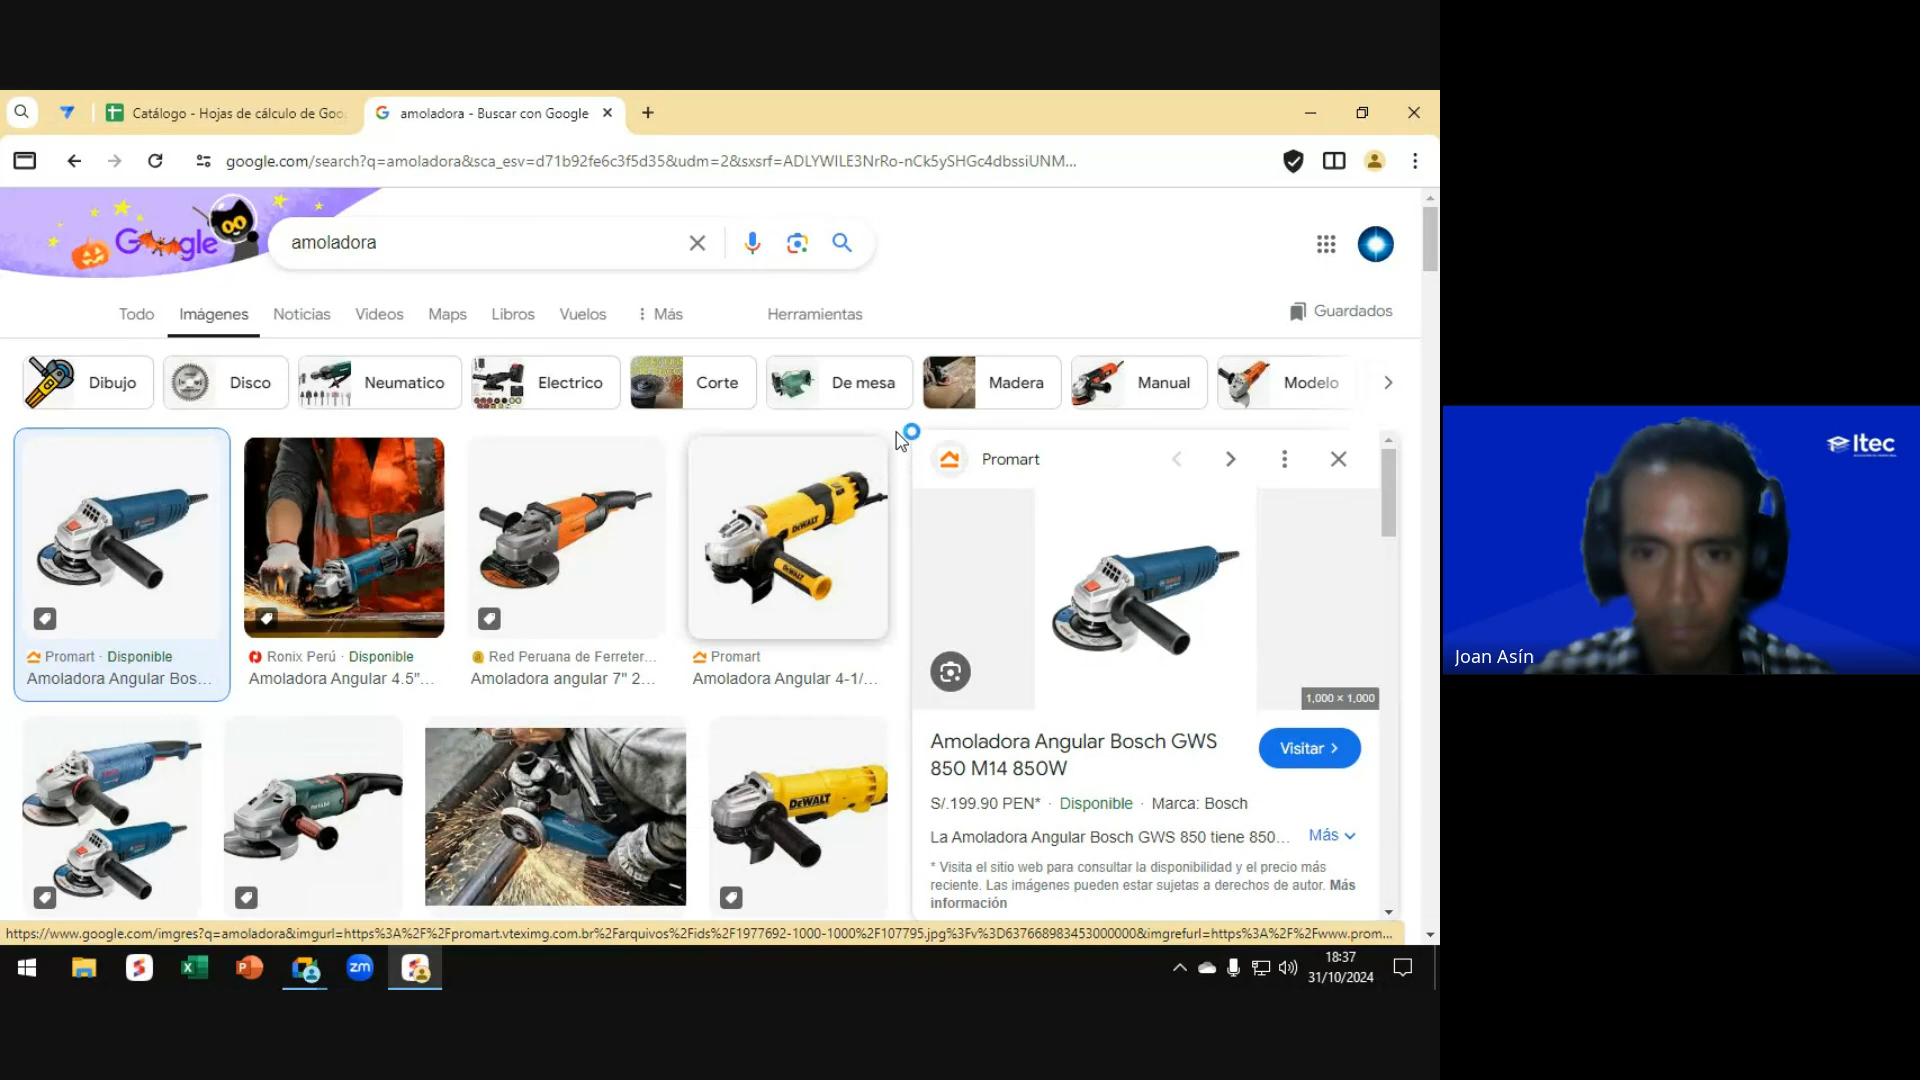 Catálogo - Hojas de cálculo de Goo
amoladora - Buscar con Google
google.com/search?q=amoladora&sca_esv=d71b92fe6c3f5d35&udm=2&sxsrf=ADLYWILE3NrRo-nCk5ySHGc4dbssiUNM...
Google
amoladora
Todo
Imágenes
Noticias
Videos
Maps
Libros
Vuelos
Más
Herramientas
Guardados
Dibujo
Disco
Neumatico
Electrico
Corte
De mesa
Madera
Manual
Modelo
Promart · Disponible
Amoladora Angular Bos...
Ronix Perú · Disponible
Amoladora Angular 4.5"...
Red Peruana de Ferreter...
Amoladora angular 7" 2...
DEWALT
DEWALT
Promart
Amoladora Angular 4-1/...
DEWALT
Promart
1,000 × 1,000
Amoladora Angular Bosch GWS
850 M14 850W
Visitar
S/.199.90 PEN* · Disponible · Marca: Bosch
La Amoladora Angular Bosch GWS 850 tiene 850...
Más
* Visita el sitio web para consultar la disponibilidad y el precio más
reciente. Las imágenes pueden estar sujetas a derechos de autor. Más
información
https://www.google.com/imgres?q=amoladora&imgurl=https%3A%2F%2Fpromart.vteximg.com.br%2Farquivos%2Fids%2F1977692-1000-1000%2F107795.jpg%3Fv%3D637668983453000000&imgrefurl=https%3A%2F%2Fwww.prom...
zm
18:37
31/10/2024
Itec
Joan Asín